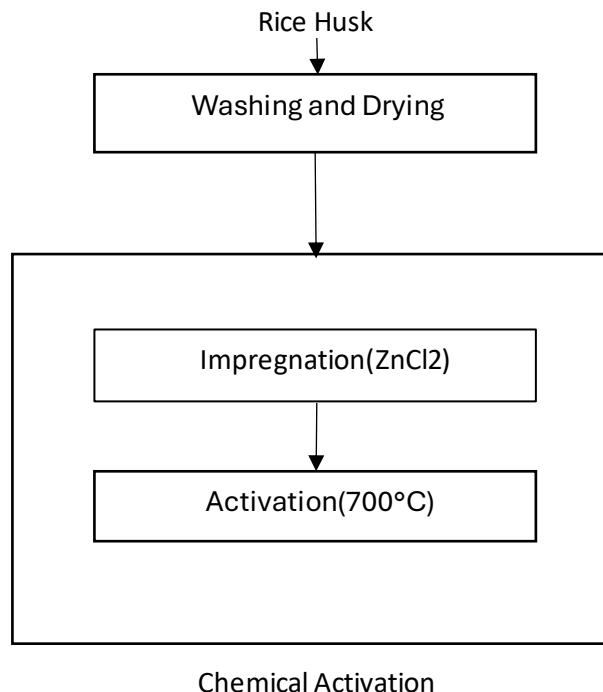 Rice Husk
Washing and Drying
Impregnation(ZnCl2)
Activation(700°C)
Chemical Activation